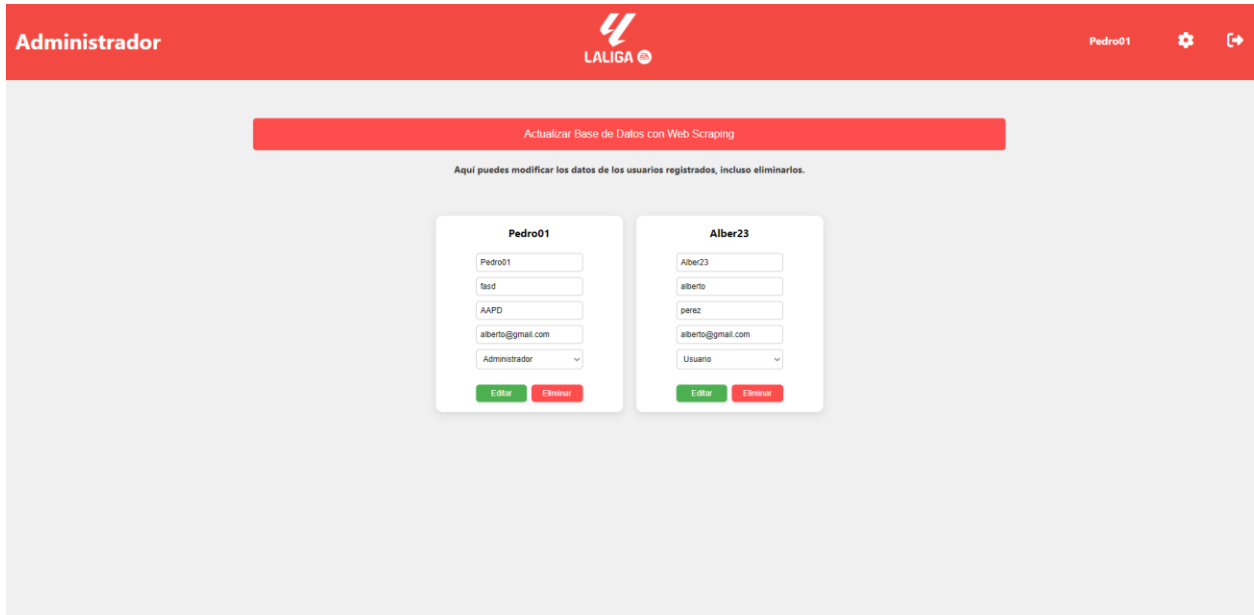 Administrador
LALIGA EA
Pedro01
Actualizar Base de Datos con Web Scraping
Aquí puedes modificar los datos de los usuarios registrados, incluso eliminarlos.
Pedro01
Pedro01
fasd
AAPD
alberto@gmail.com
Administrador
Editar Eliminar
Alber23
Alber23
alberto
perez
alberto@gmail.com
Usuario
Editar Eliminar